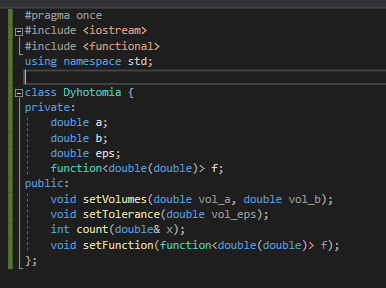 #pragma once
#include <iostream>
#include <functional>
using namespace std;
class Dyhotomia {
private:
    double a;
    double b;
    double eps;
    function<double(double)> f;
public:
    void setVolumes(double vol_a, double vol_b);
    void setTolerance(double vol_eps);
    int count(double& x);
    void setFunction(function<double(double)> f);
};